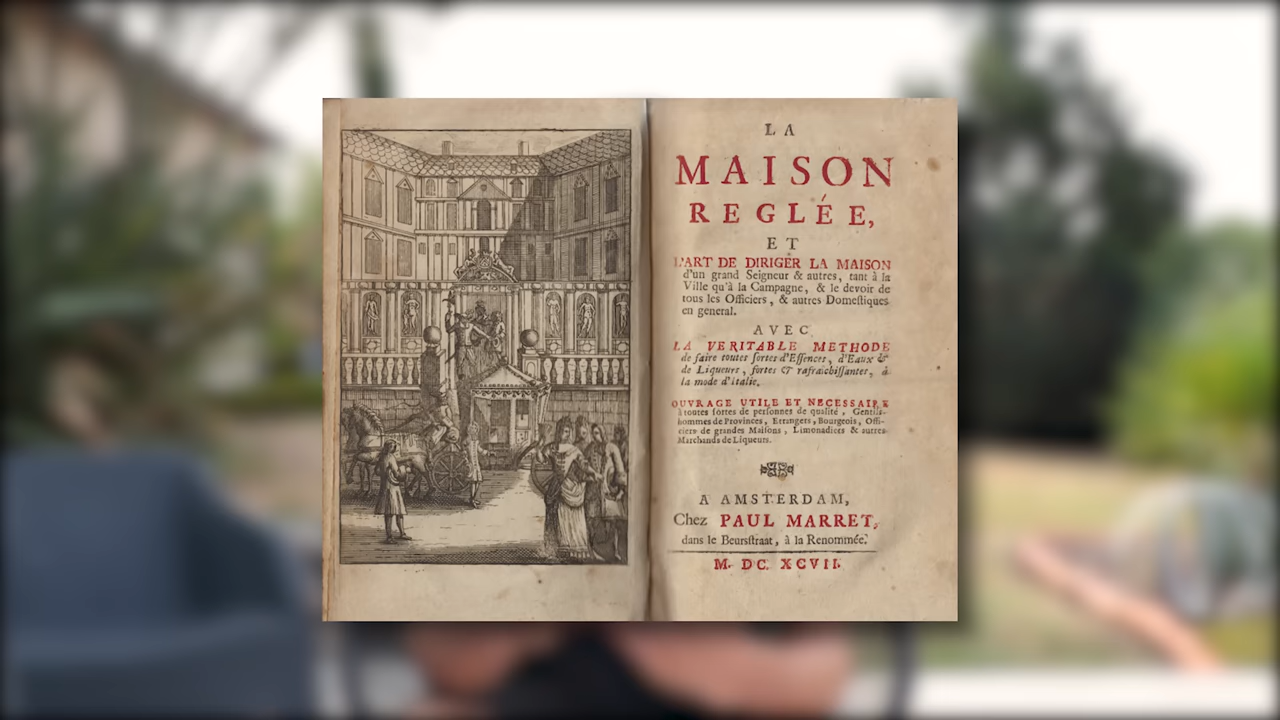 LA
MAISON
REGLÉE,
ET
L'ART DE DIRIGER LA MAISON
d'un grand Seigneur & autres, tant à la
Ville qu'à la Campagne, & le devoir de
tous les Officiers, & autres Domeſtiques
en general.
AVEC
LA VERITABLE METHODE
de faire toutes ſortes d'Eſſences, d'Eaux &
de Liqueurs, fortes & rafraichiſſantes, à
la mode d'Italie.
OUVRAGE UTILE ET NECESSAIRE
à toutes ſortes de perſonnes de qualité, Gentils-
hommes de Provinces, Etrangers, Bourgeois, Offi-
ciers de grandes Maiſons, Limonadiers & autres
Marchands de Liqueurs.
A AMSTERDAM,
Chez PAUL MARRET,
dans le Beursſtraat, à la Renommée.
M. DC. XCVII.